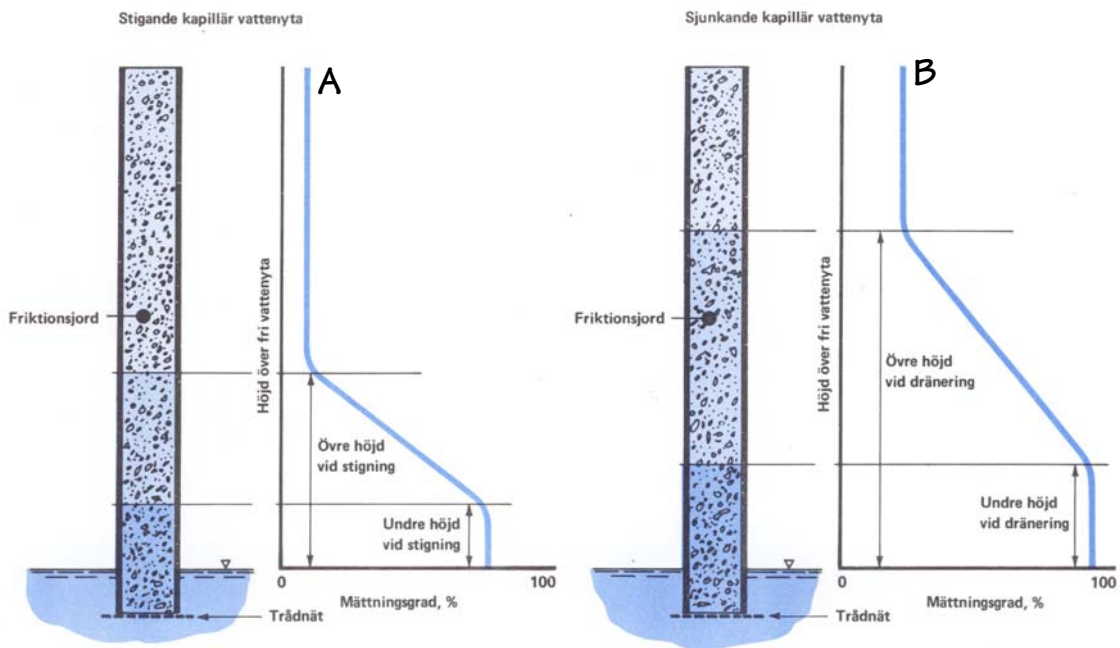 Stigande kapillär vattenyta
A
Friktionsjord
Höjd över fri vattenyta
Övre höjd
vid stigning
Undre höjd
vid stigning
0
100
Mättningsgrad, %
Trådnät
Sjunkande kapillär vattenyta
B
Friktionsjord
Höjd över fri vattenyta
Övre höjd
vid dränering
Undre höjd
vid dränering
0
100
Mättningsgrad, %
Trådnät